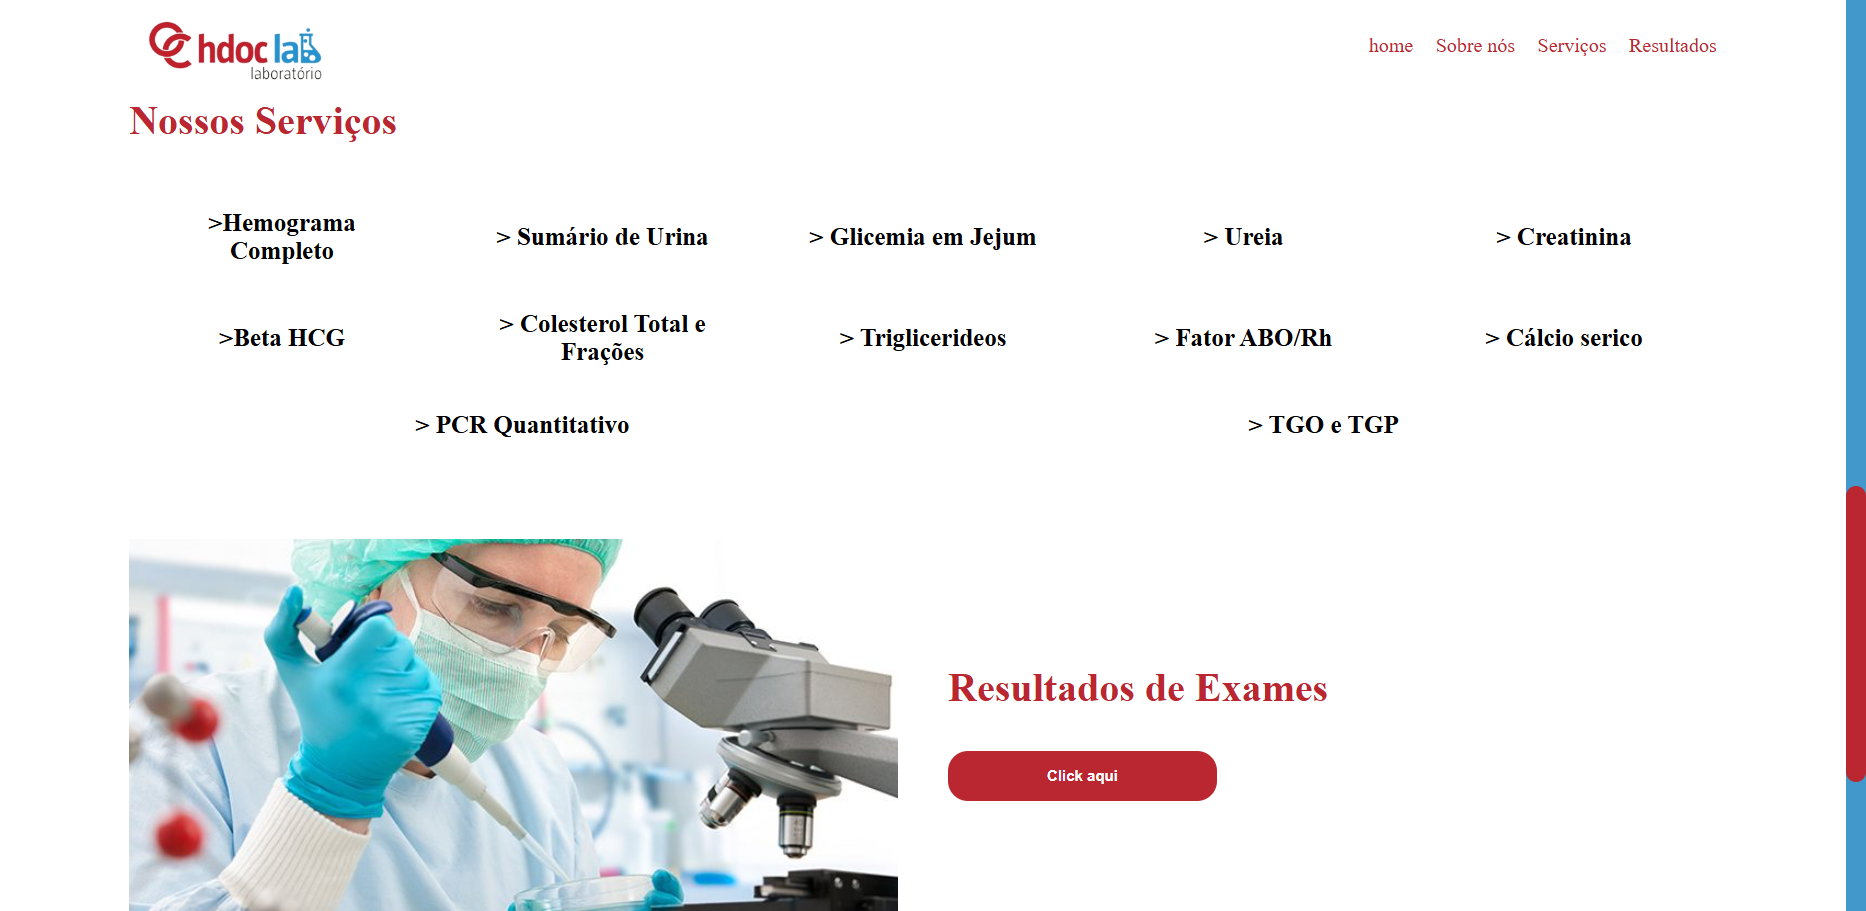 hdoc lab
laboratório
home Sobre nós Serviços Resultados
Nossos Serviços
>Hemograma
Completo
> Sumário de Urina
> Glicemia em Jejum
> Ureia
> Creatinina
>Beta HCG
> Colesterol Total e
Frações
> Triglicerideos
> Fator ABO/Rh
> Cálcio serico
> PCR Quantitativo
> TGO e TGP
Resultados de Exames
Click aqui